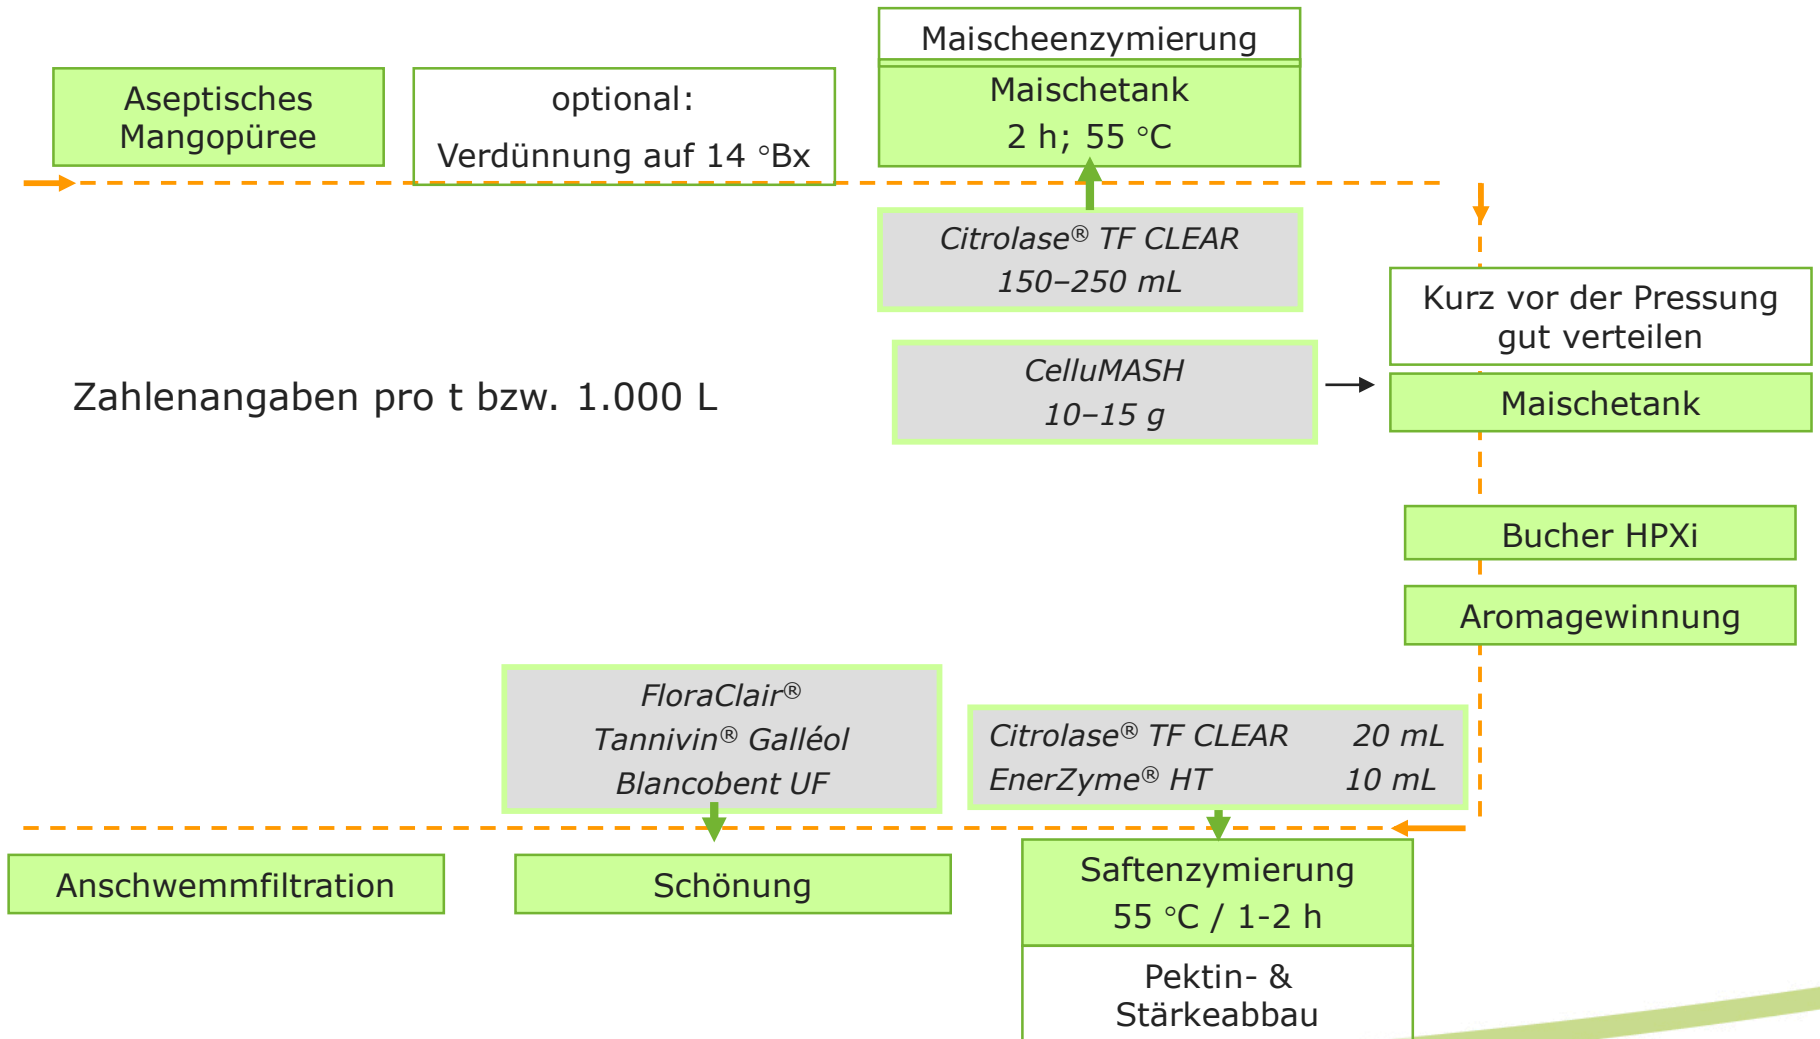 Aseptisches
Mangopüree
optional:
Verdünnung auf 14 °Bx
Maischeenzymierung
Maischetank
2 h; 55 °C
Citrolase® TF CLEAR
150–250 mL
Kurz vor der Pressung
gut verteilen
CelluMASH
10–15 g
Maischetank
Zahlenangaben pro t bzw. 1.000 L
Bucher HPXi
Aromagewinnung
FloraClair®
Tannivin® Galléol
Blancobent UF
Citrolase® TF CLEAR 20 mL
EnerZyme® HT 10 mL
Anschwemmfiltration
Schönung
Saftenzymierung
55 °C / 1-2 h
Pektin- &
Stärkeabbau